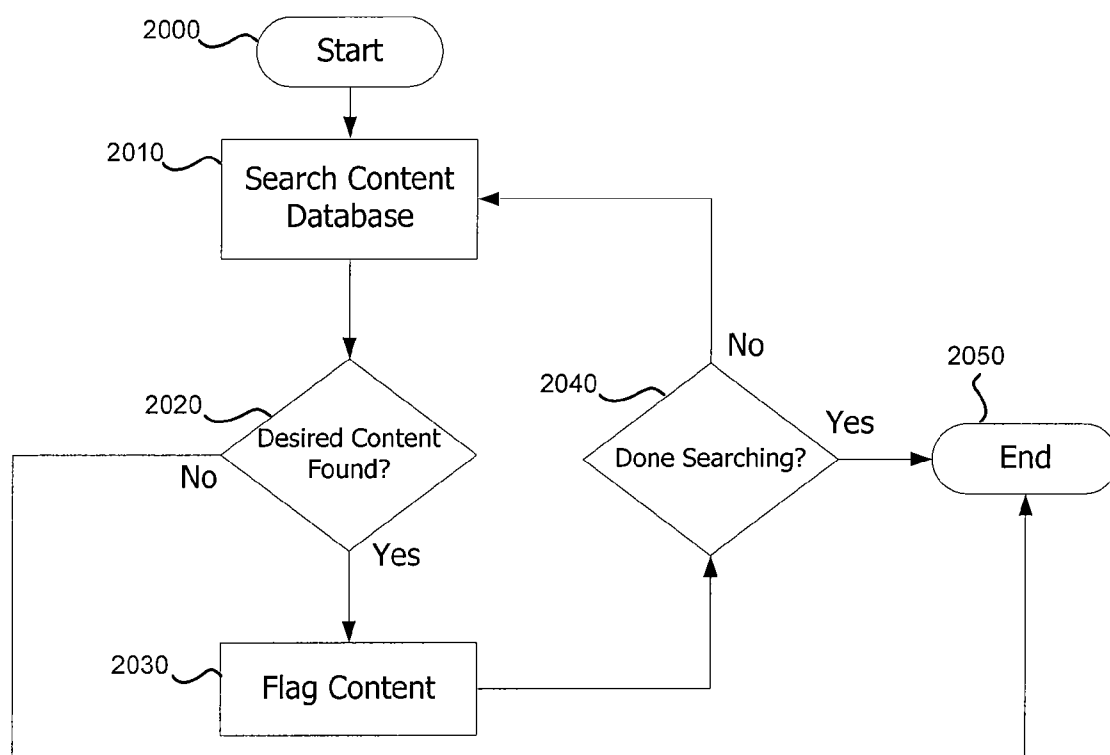 2000
Start
2010
Search Content
Database
No
2040
2050
2020
Yes
Desired Content
Found?
Done Searching?
End
No
Yes
2030
Flag Content